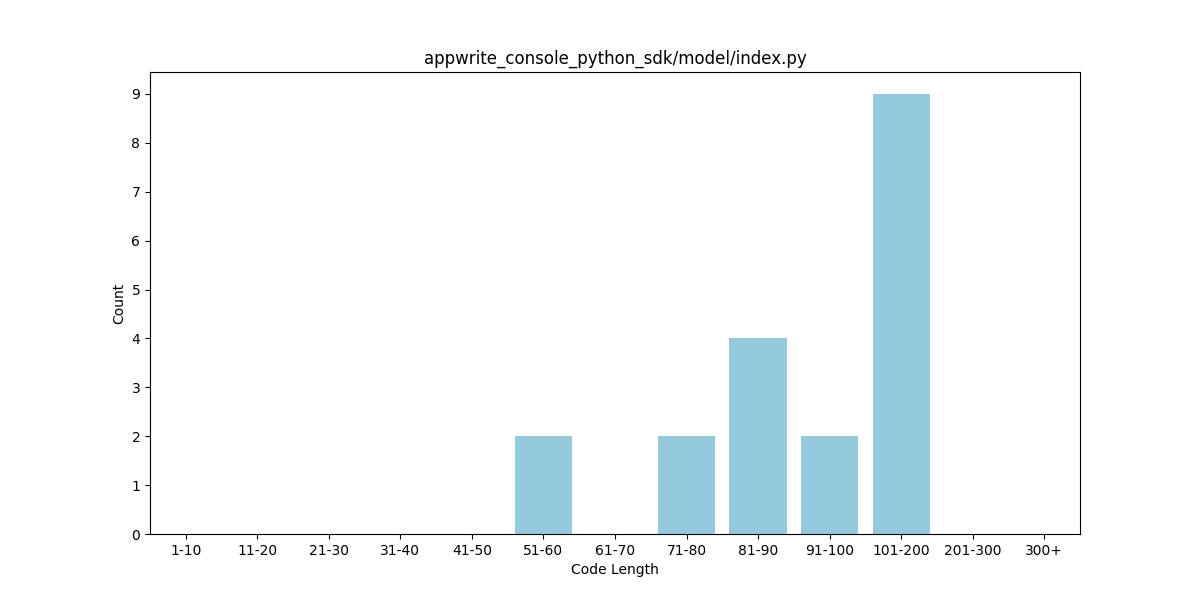 appwrite_console_python_sdk/model/index.py
9
8
7
6
5
4
3
2
1
0
Count
1-10 11-20 21-30 31-40 41-50 51-60 61-70 71-80 81-90 91-100 101-200 201-300 300+
Code Length